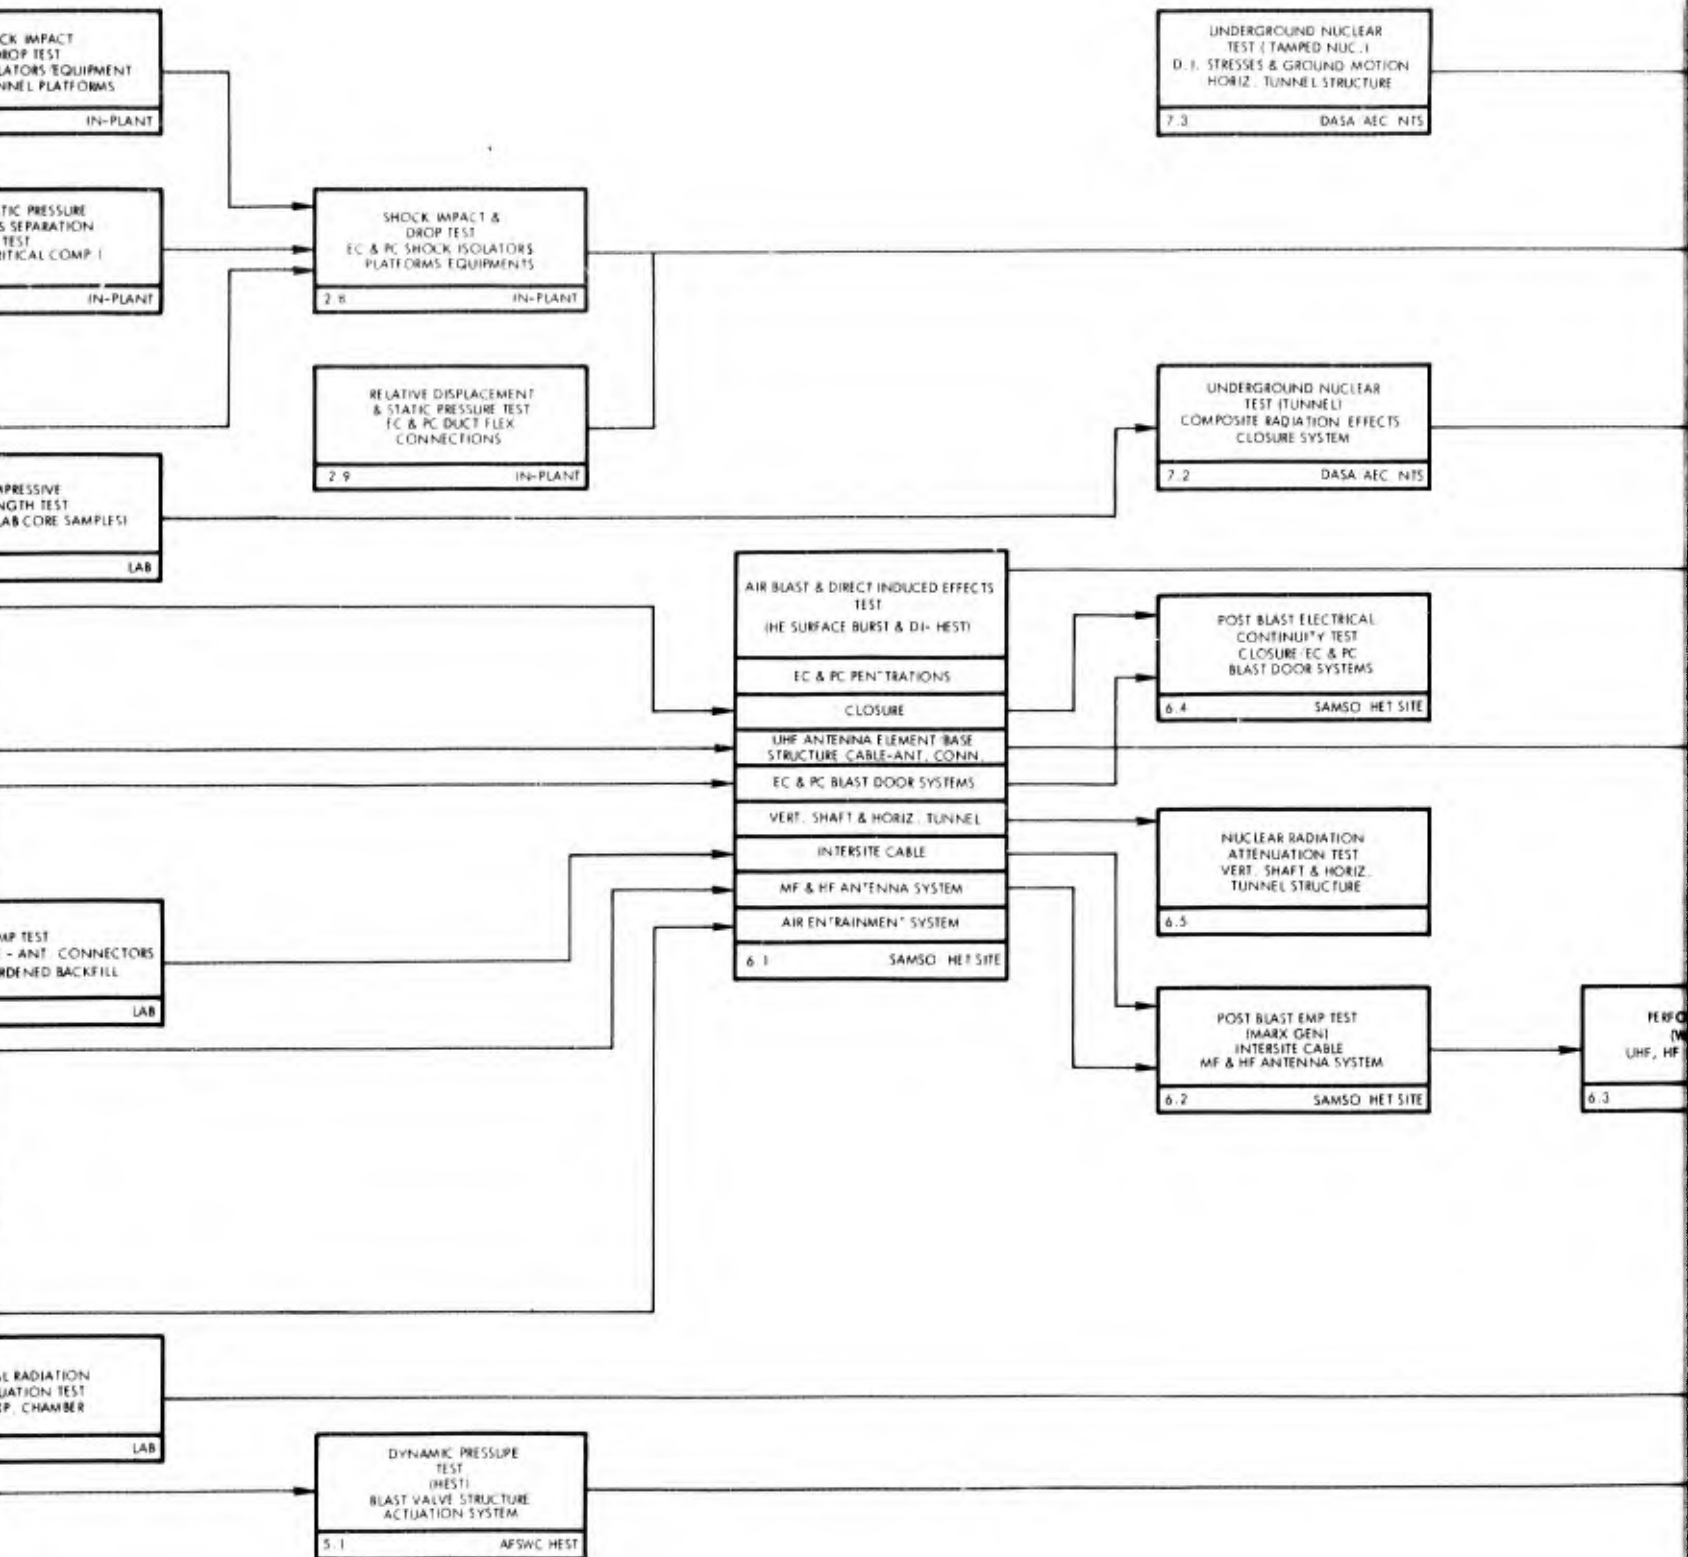 CK IMPACT
ROP TEST
LATORS EQUIPMENT
NNEL PLATFORMS
IN-PLANT
UNDERGROUND NUCLEAR
TEST (TAMPED NUC.)
D.I. STRESSES & GROUND MOTION
HORIZ. TUNNEL STRUCTURE
7.3 DASA AEC NTS
TIC PRESSURE
S SEPARATION
TEST
RITICAL COMP )
IN-PLANT
SHOCK IMPACT &
DROP TEST
EC & PC SHOCK ISOLATORS
PLATFORMS EQUIPMENTS
IN-PLANT
RELATIVE DISPLACEMENT
& STATIC PRESSURE TEST
EC & PC DUCT FLEX
CONNECTIONS
2.9 IN-PLANT
UNDERGROUND NUCLEAR
TEST (TUNNEL)
COMPOSITE RADIATION EFFECTS
CLOSURE SYSTEM
7.2 DASA AEC NTS
MPRESSIVE
NGTH TEST
LAB CORE SAMPLES)
LAB
AIR BLAST & DIRECT INDUCED EFFECTS
TEST
(HE SURFACE BURST & DI- HEST)
EC & PC PENETRATIONS
CLOSURE
UHF ANTENNA ELEMENT BASE
STRUCTURE CABLE-ANT. CONN.
EC & PC BLAST DOOR SYSTEMS
VERT. SHAFT & HORIZ. TUNNEL
INTERSITE CABLE
MF & HF ANTENNA SYSTEM
AIR ENTRAINMENT SYSTEM
6.1 SAMSO HET SITE
POST BLAST ELECTRICAL
CONTINUITY TEST
CLOSURE EC & PC
BLAST DOOR SYSTEMS
6.4 SAMSO HET SITE
NUCLEAR RADIATION
ATTENUATION TEST
VERT. SHAFT & HORIZ.
TUNNEL STRUCTURE
6.5
MP TEST
E - ANT. CONNECTORS
RDENED BACKFILL
LAB
POST BLAST EMP TEST
(MARX GEN)
INTERSITE CABLE
MF & HF ANTENNA SYSTEM
6.2 SAMSO HET SITE
PERFO
(W
UHF, HF
6.3
L RADIATION
UATION TEST
P. CHAMBER
LAB
DYNAMIC PRESSURE
TEST
(HEST)
BLAST VALVE STRUCTURE
ACTUATION SYSTEM
5.1 AFSWC HEST